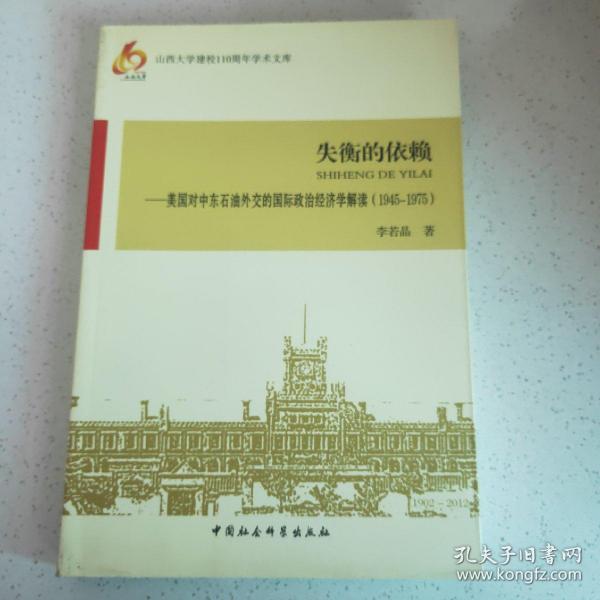 山西大学建校110周年学术文库
失衡的依赖
SHIHENG DE YILAI
——美国对中东石油外交的国际政治经济学解读(1945-1975)
李若晶 著
1902-2012
中国社会科学出版社
孔夫子旧书网
www.kongfz.com